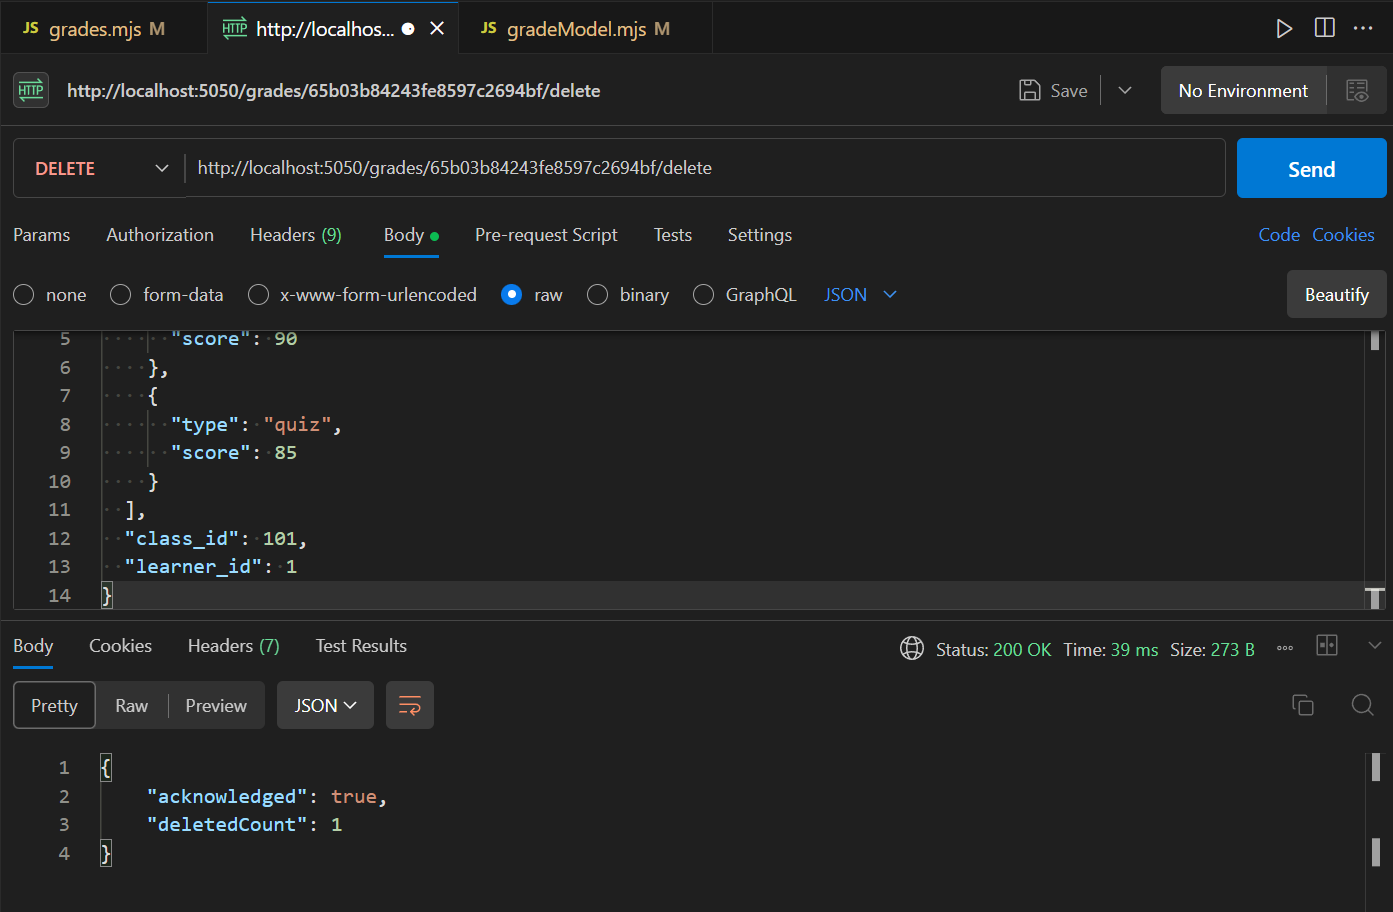 JS grades.mjs M
HTTP http://localhos...
JS gradeModel.mjs M
HTTP http://localhost:5050/grades/65b03b84243fe8597c2694bf/delete
Save
No Environment
DELETE http://localhost:5050/grades/65b03b84243fe8597c2694bf/delete
Send
Params Authorization Headers (9) Body Pre-request Script Tests Settings Code Cookies
none form-data x-www-form-urlencoded raw binary GraphQL JSON Beautify
5 "score": 90
6 },
7 {
8 "type": "quiz",
9 "score": 85
10 }
11 ],
12 "class_id": 101,
13 "learner_id": 1
14 }
Body Cookies Headers (7) Test Results Status: 200 OK Time: 39 ms Size: 273 B
Pretty Raw Preview JSON
1 {
2 "acknowledged": true,
3 "deletedCount": 1
4 }